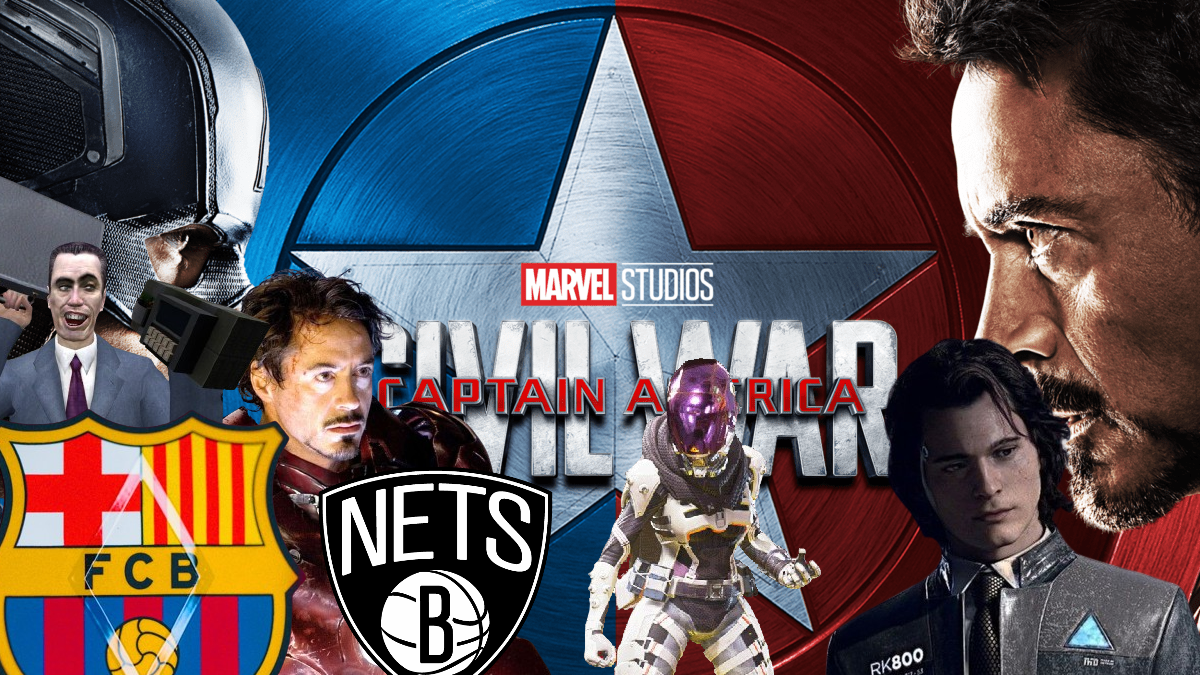 MARVEL STUDIOS
CIVIL WAR
CAPTAIN AMERICA
FCB
NETS
B
RK800